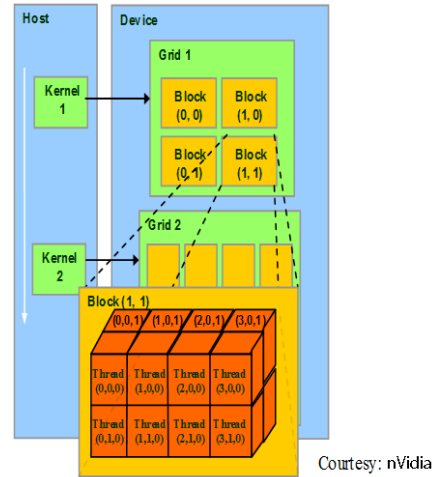 Host
Device
Grid 1
Kernel
1
Block
(0, 0)
Block
(1, 0)
Block
(0, 1)
Block
(1, 1)
Grid 2
Kernel
2
Block (1, 1)
(0,0,1) (1,0,1) (2,0,1) (3,0,1)
Thread Thread Thread Thread
(0,0,0) (1,0,0) (2,0,0) (3,0,0)
Thread Thread Thread Thread
(0,1,0) (1,1,0) (2,1,0) (3,1,0)
Courtesy: nVidia